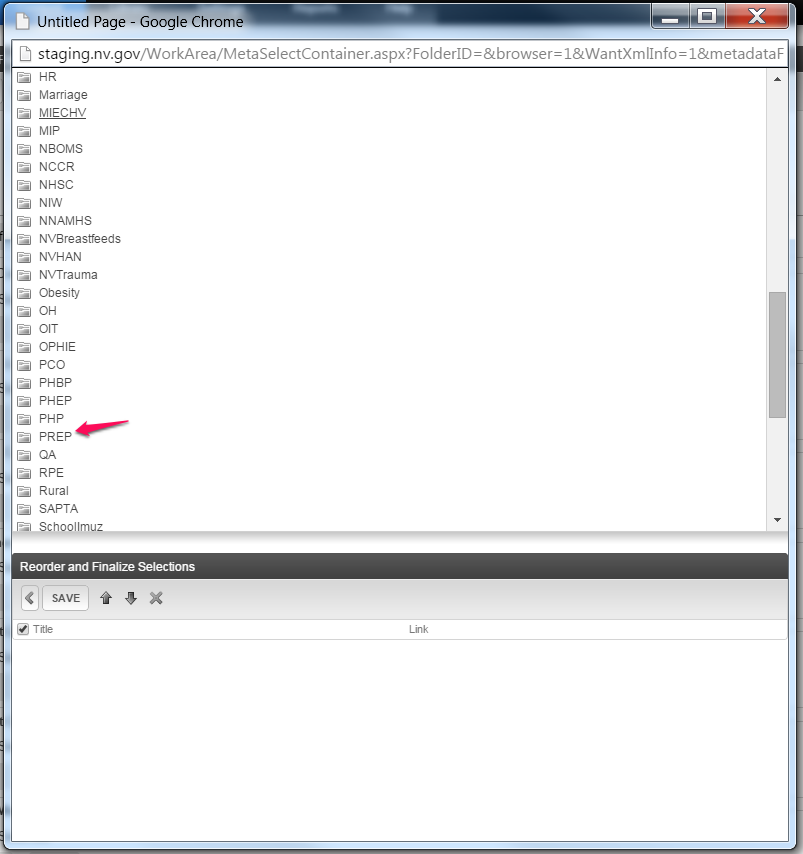 Untitled Page - Google Chrome
staging.nv.gov/WorkArea/MetaSelectContainer.aspx?FolderID=&browser=1&WantXmlInfo=1&metadataF
HR
Marriage
MIECHV
MIP
NBOMS
NCCR
NHSC
NIW
NNAMHS
NVBreastfeeds
NVHAN
NVTrauma
Obesity
OH
OIT
OPHIE
PCO
PHBP
PHEP
PHP
PREP
QA
RPE
Rural
SAPTA
SchoolImuz
Reorder and Finalize Selections
SAVE
Title Link